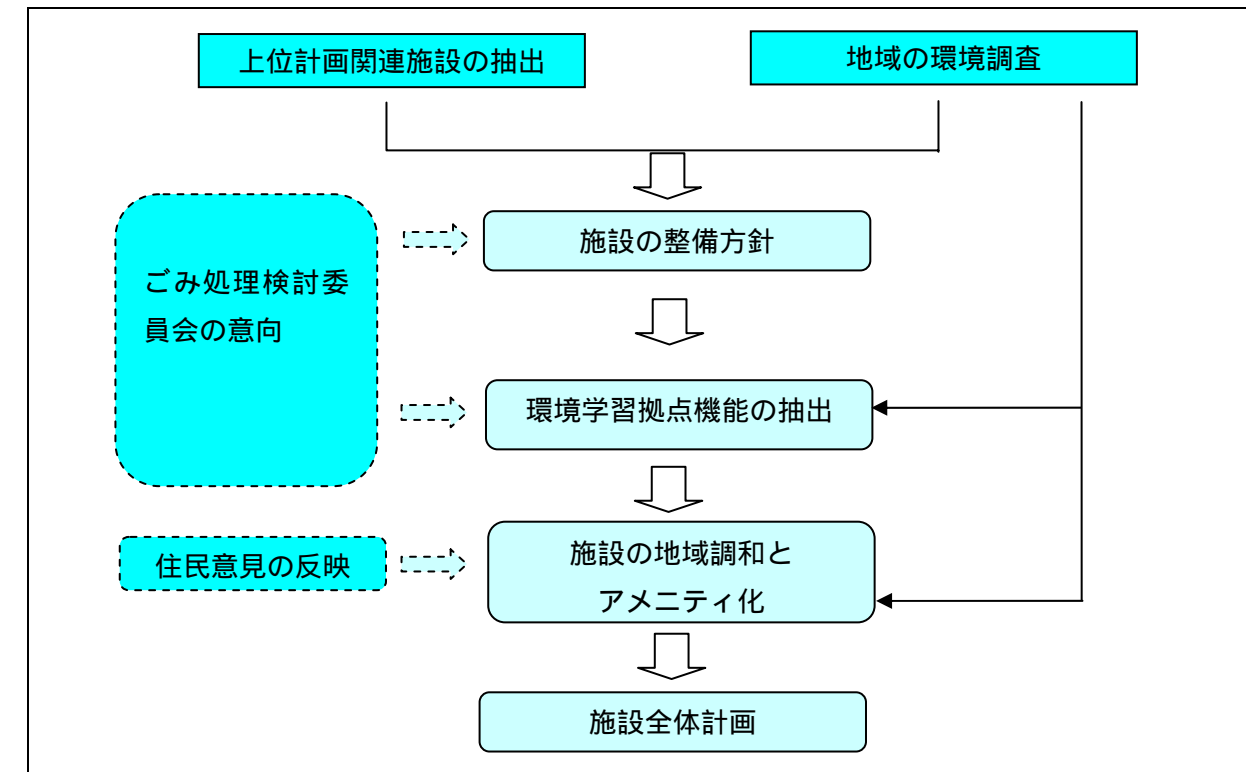 上位計画関連施設の抽出
地域の環境調査
施設の整備方針
ごみ処理検討委
員会の意向
環境学習拠点機能の抽出
住民意見の反映
施設の地域調和と
アメニティ化
施設全体計画